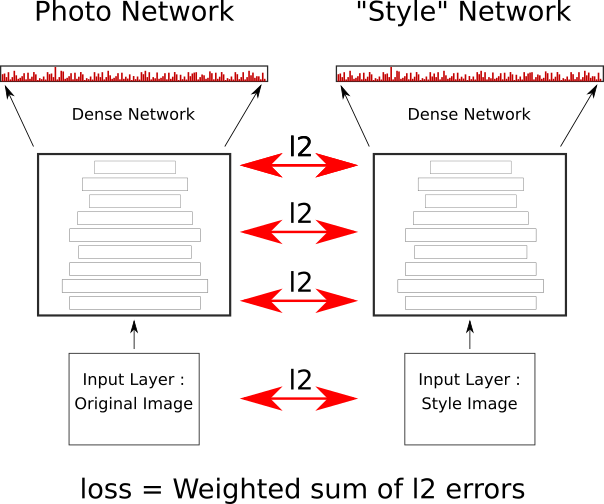 Photo Network
"Style" Network
Dense Network
Dense Network
l2
l2
l2
Input Layer :
Original Image
l2
Input Layer :
Style Image
loss = Weighted sum of l2 errors